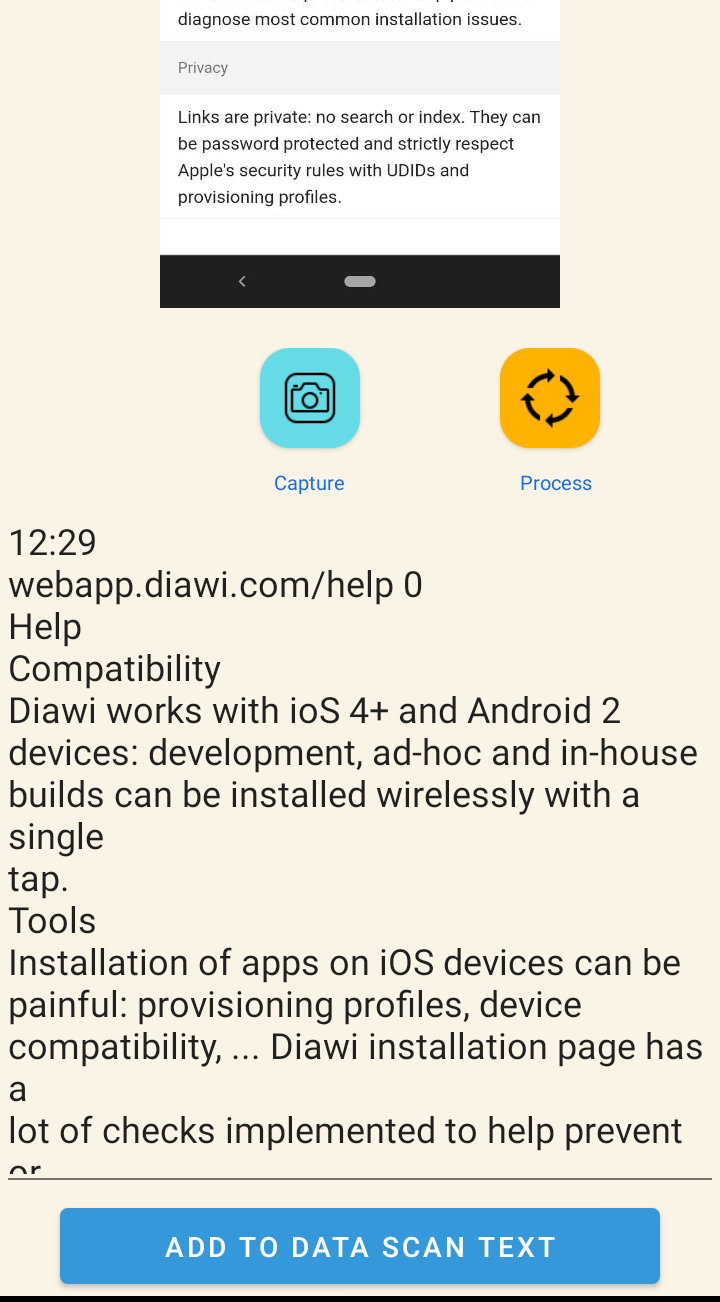 diagnose most common installation issues.
Privacy
Links are private: no search or index. They can
be password protected and strictly respect
Apple's security rules with UDIDs and
provisioning profiles.
Capture
Process
12:29
webapp.diawi.com/help 0
Help
Compatibility
Diawi works with ioS 4+ and Android 2
devices: development, ad-hoc and in-house
builds can be installed wirelessly with a
single
tap.
Tools
Installation of apps on iOS devices can be
painful: provisioning profiles, device
compatibility, ... Diawi installation page has
a
lot of checks implemented to help prevent
or
ADD TO DATA SCAN TEXT